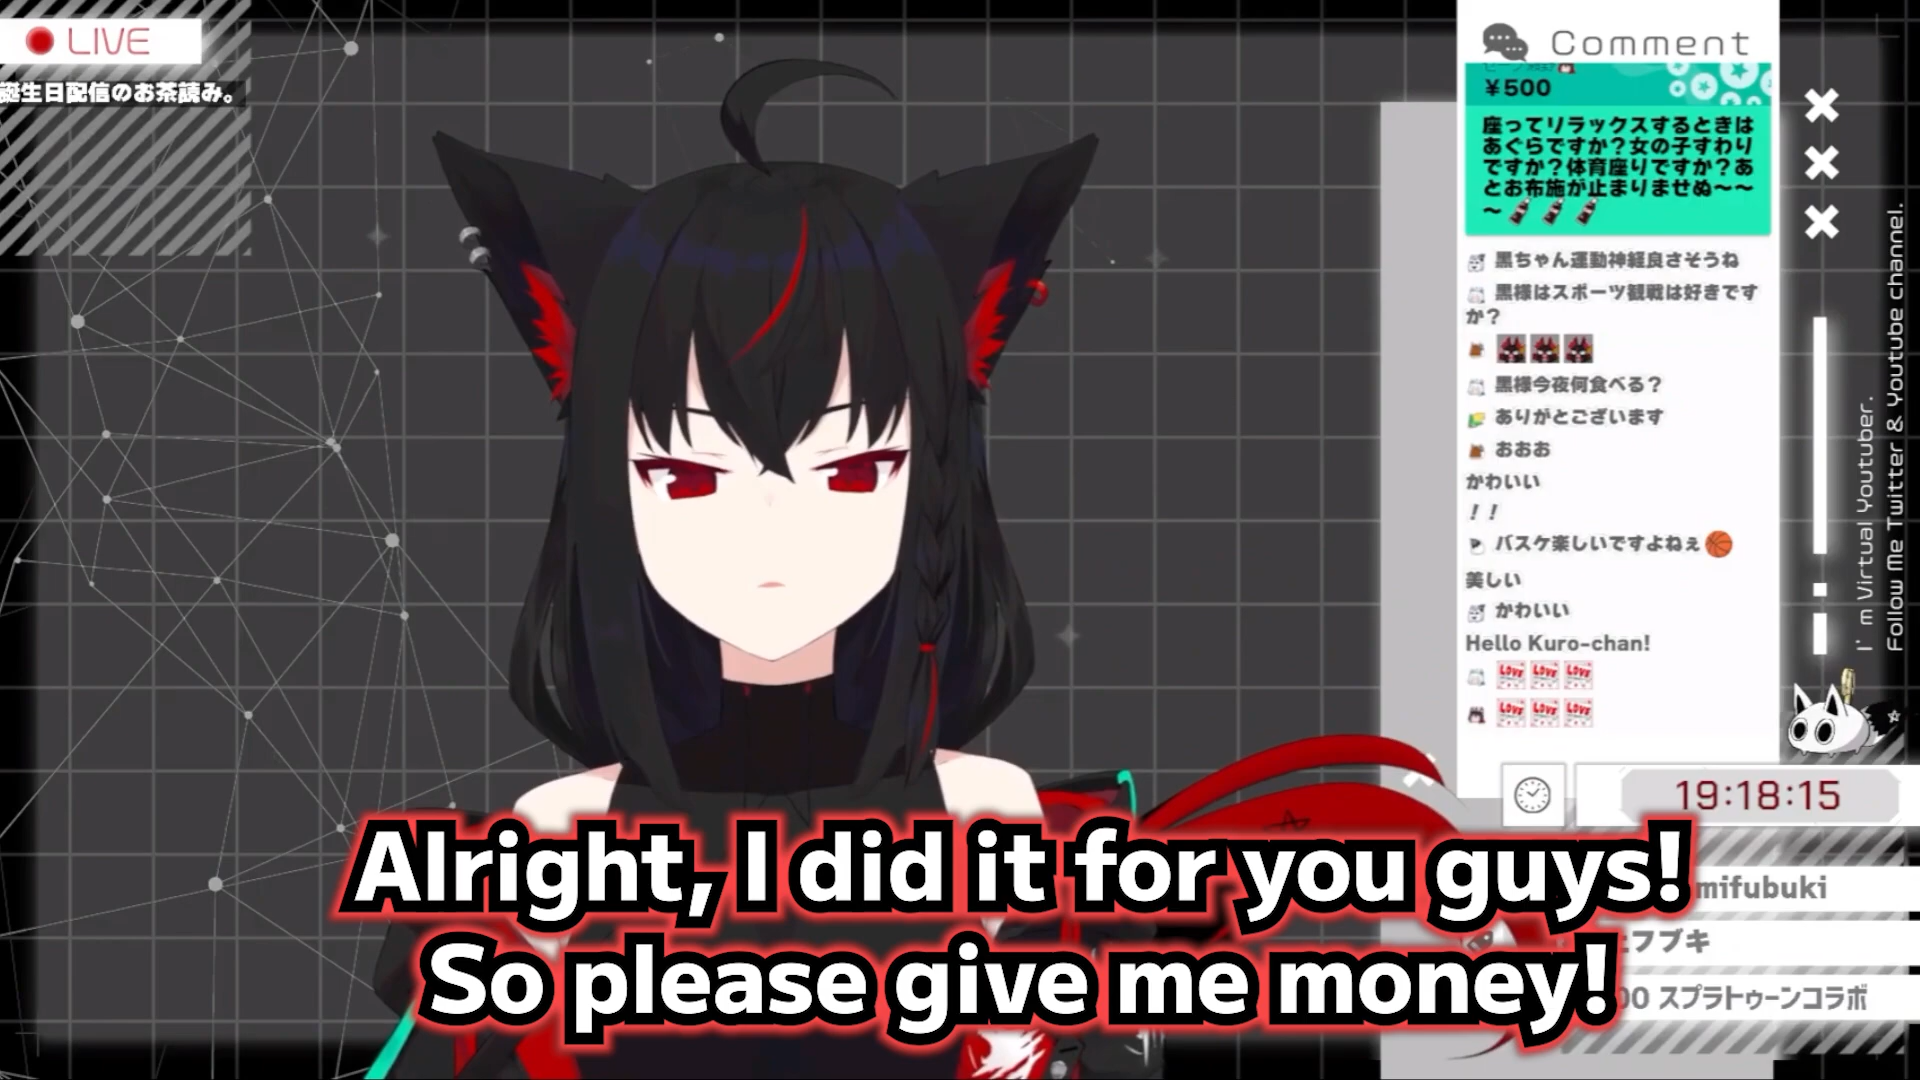 LIVE
誕生日配信のお茶読み。
Comment
¥500
座ってリラックスするときは
あぐらですか？女の子すわり
ですか？体育座りですか？あ
とお布施が止まりませぬ～～
～
黒ちゃん運動神経良さそうね
黒様はスポーツ観戦は好きです
か？
黒様今夜何食べる？
ありがとございます
おおお
かわいい
！！
バスケ楽しいですよねぇ🏀
美しい
かわいい
Hello Kuro-chan!
LOVE LOVE LOVE
LOVE LOVE LOVE
I'm Virtual Youtuber.
Follow Me Twitter & Youtube channel.
19:18:15
Alright, I did it for you guys!
So please give me money!
mifubuki
フブキ
00 スプラトゥーンコラボ